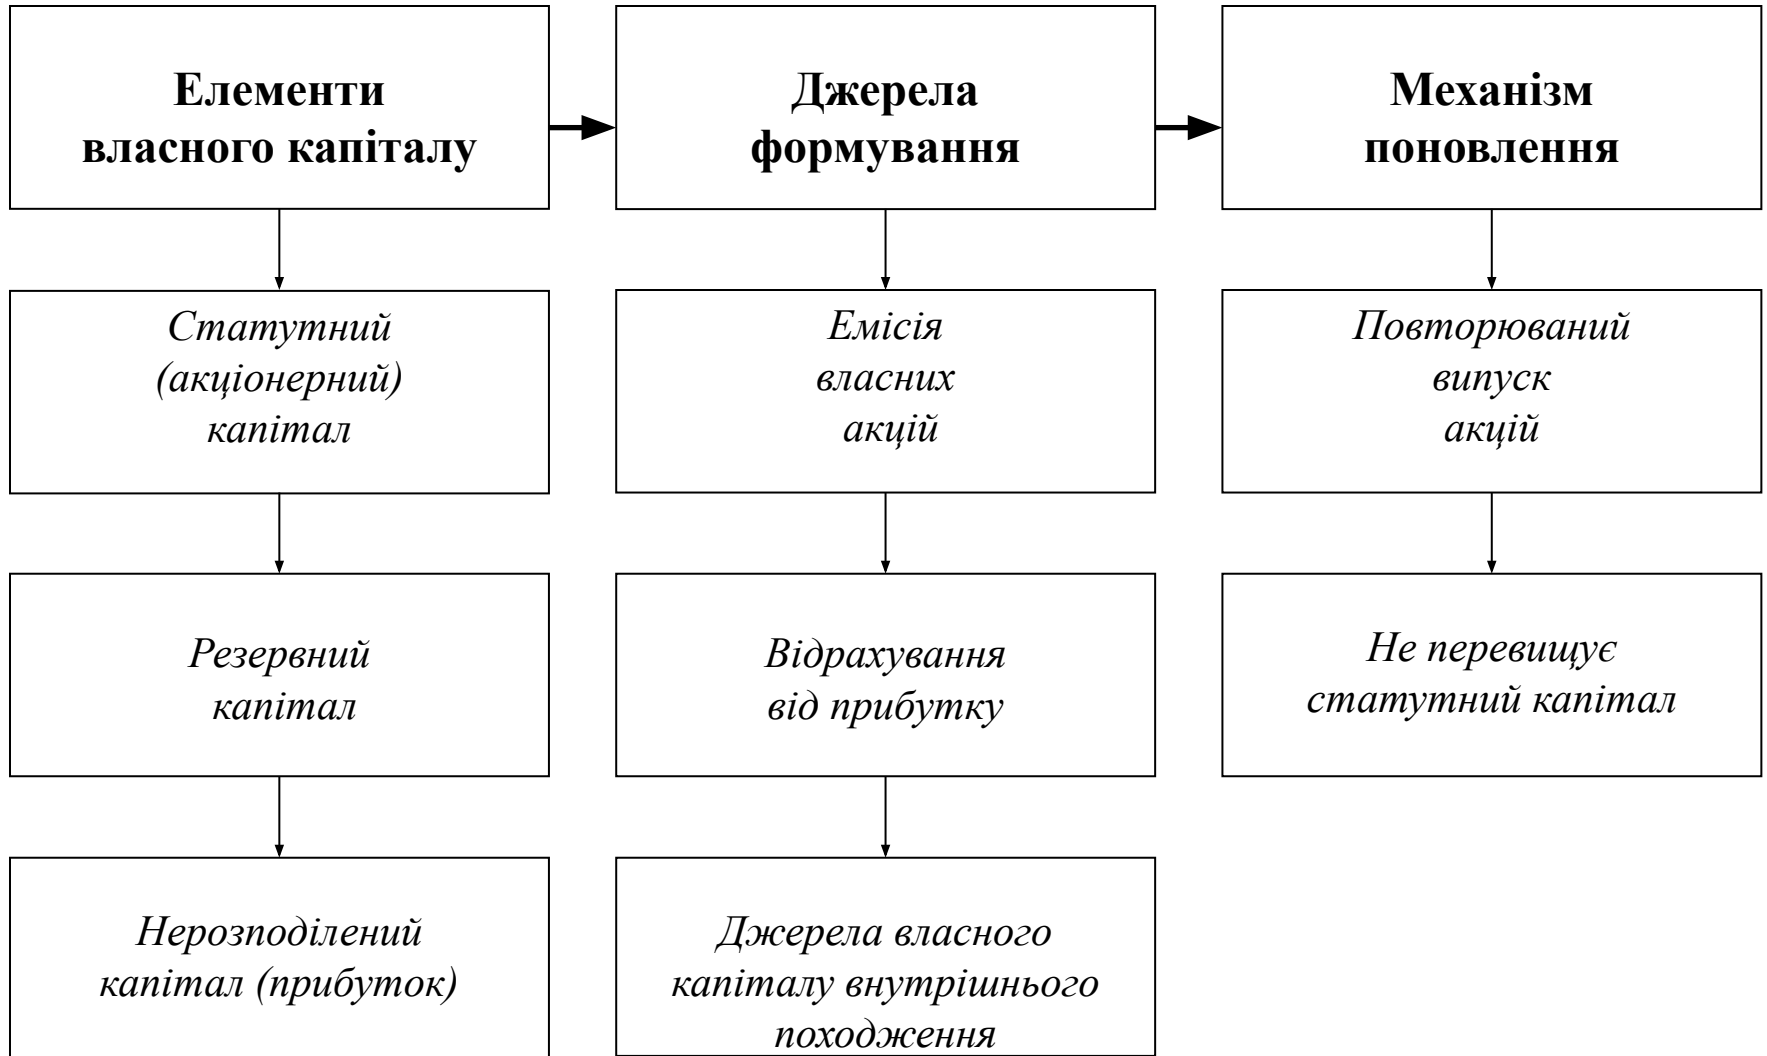 Елементи
власного капіталу
Джерела
формування
Механізм
поновлення
Статутний
(акціонерний)
капітал
Емісія
власних
акцій
Повторюваний
випуск
акцій
Резервний
капітал
Відрахування
від прибутку
Не перевищує
статутний капітал
Нерозподілений
капітал (прибуток)
Джерела власного
капіталу внутрішнього
походження